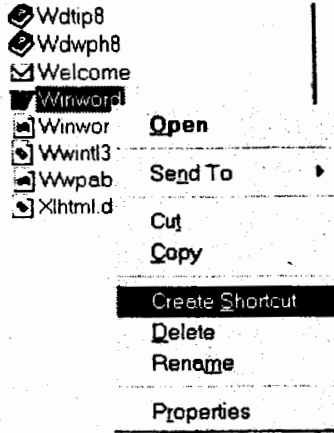 Wdtip8
Wdwph8
Welcome
Winword
Winwor
Wwintl3
Wwpab
Xlhtml.d
Open
Send To
Cut
Copy
Create Shortcut
Delete
Rename
Properties